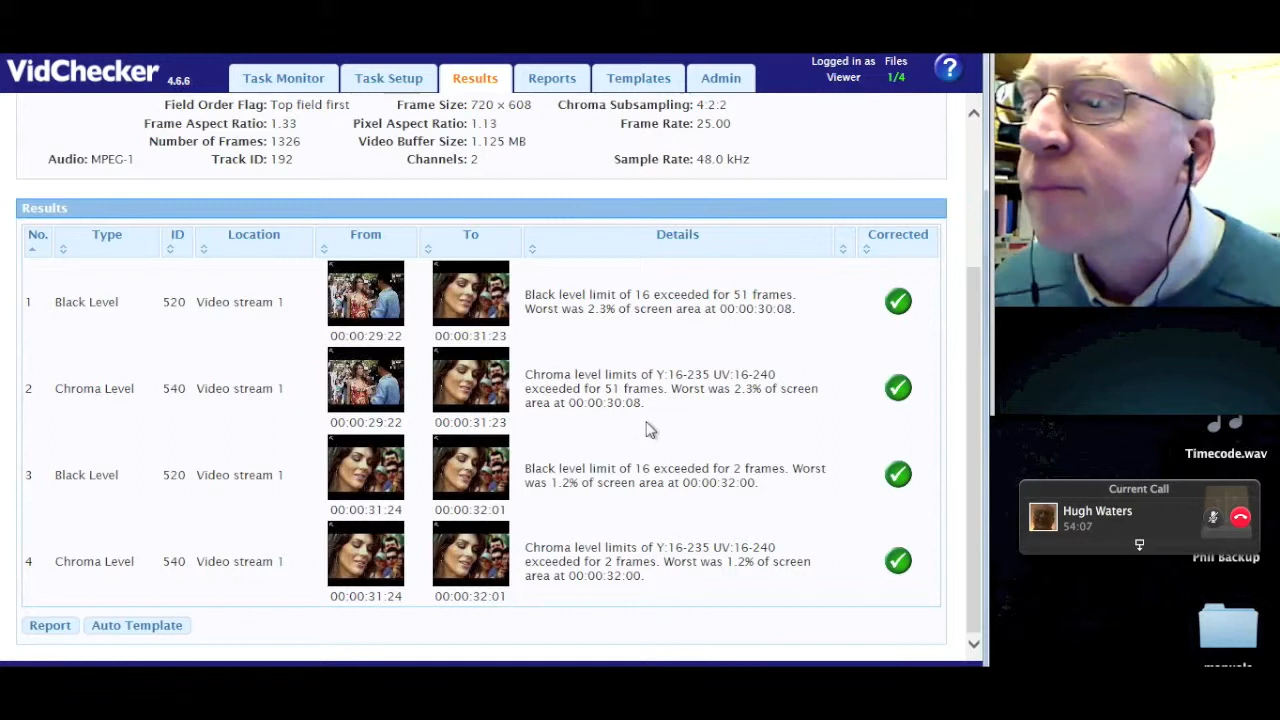 VidChecker 4.6.6
Task Monitor Task Setup Results Reports Templates Admin
Logged in as Files
Viewer 1/4
?
Field Order Flag: Top field first Frame Size: 720 × 608 Chroma Subsampling: 4:2:2
Frame Aspect Ratio: 1.33 Pixel Aspect Ratio: 1.13 Frame Rate: 25.00
Number of Frames: 1326 Video Buffer Size: 1.125 MB
Audio: MPEG-1 Track ID: 192 Channels: 2 Sample Rate: 48.0 kHz
Results
No. Type ID Location From To Details Corrected
1 Black Level 520 Video stream 1
Black level limit of 16 exceeded for 51 frames.
Worst was 2.3% of screen area at 00:00:30:08.
00:00:29:22 00:00:31:23
2 Chroma Level 540 Video stream 1
Chroma level limits of Y:16-235 UV:16-240
exceeded for 51 frames. Worst was 2.3% of screen
area at 00:00:30:08.
00:00:29:22 00:00:31:23
3 Black Level 520 Video stream 1
Black level limit of 16 exceeded for 2 frames. Worst
was 1.2% of screen area at 00:00:32:00.
00:00:31:24 00:00:32:01
4 Chroma Level 540 Video stream 1
Chroma level limits of Y:16-235 UV:16-240
exceeded for 2 frames. Worst was 1.2% of screen
area at 00:00:32:00.
00:00:31:24 00:00:32:01
Report Auto Template
Timecode.wav
Current Call
Hugh Waters
54:07
Phil Backup